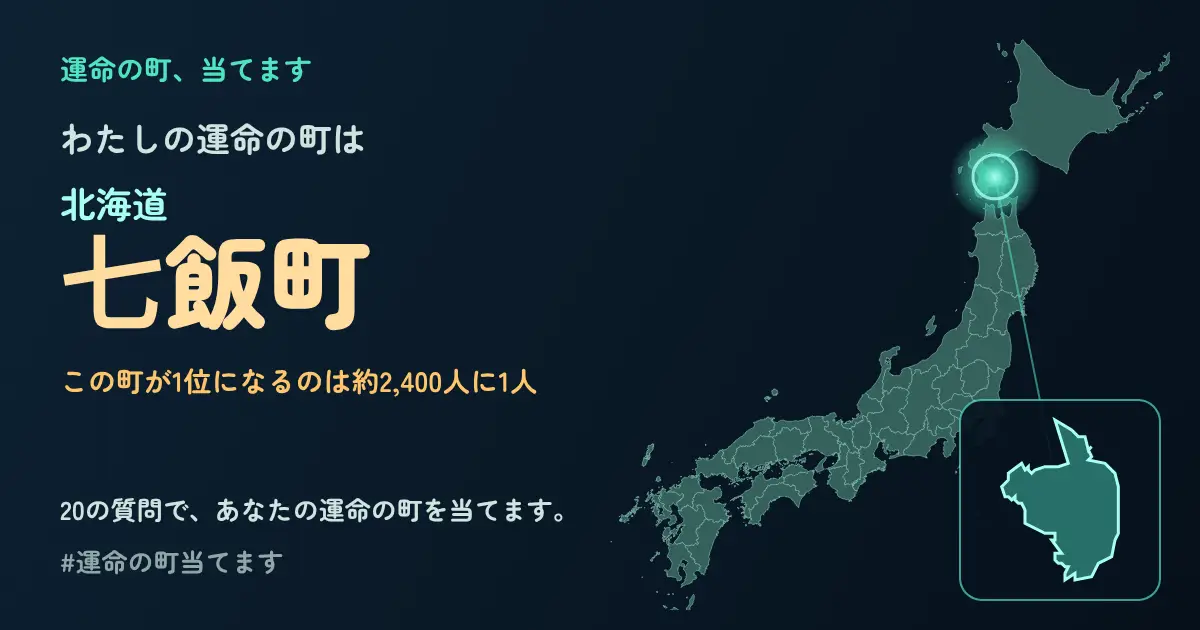 運命の町、当てます
わたしの運命の町は
北海道
七飯町
この町が1位になるのは約2,400人に1人
20の質問で、あなたの運命の町を当てます。
#運命の町当てます